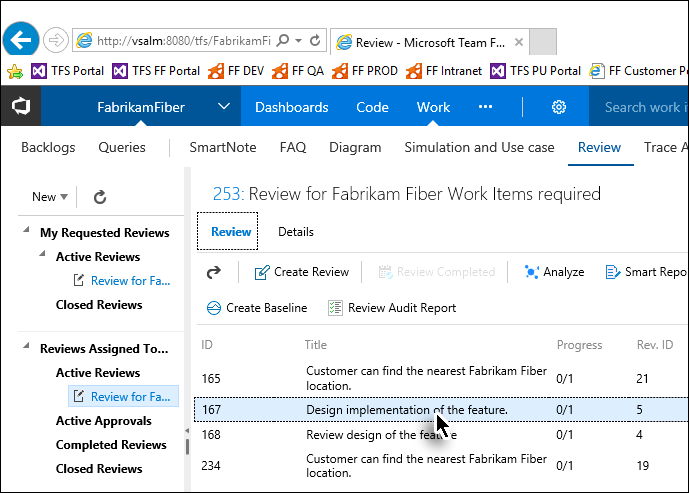 http://vsalm:8080/tfs/FabrikamFi
Review - Microsoft Team F...
TFS Portal TFS FF Portal FF DEV FF QA FF PROD FF Intranet TFS PU Portal FF Customer P
FabrikamFiber Dashboards Code Work ... Search work i
Backlogs Queries SmartNote FAQ Diagram Simulation and Use case Review Trace A
New
253: Review for Fabrikam Fiber Work Items required
My Requested Reviews
Active Reviews
Review for Fa...
Closed Reviews
Reviews Assigned To...
Active Reviews
Review for Fa...
Active Approvals
Completed Reviews
Closed Reviews
Review Details
Create Review Review Completed Analyze Smart Repo
Create Baseline Review Audit Report
ID Title Progress Rev. ID
165 Customer can find the nearest Fabrikam Fiber location. 0/1 21
167 Design implementation of the feature. 0/1 5
168 Review design of the feature 0/1 4
234 Customer can find the nearest Fabrikam Fiber location. 0/1 19